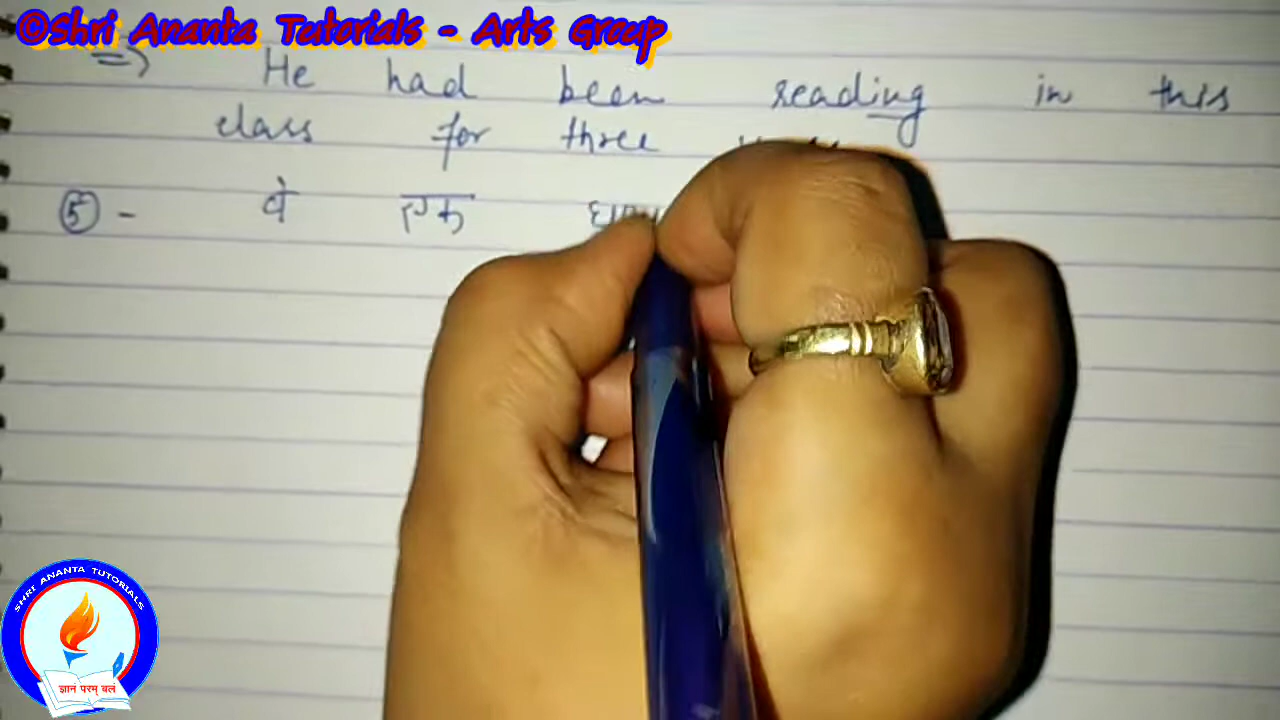 ©Shri Ananta Tutorials - Arts Group
=> He had been reading in this
class for three
5 - वे एक
SHRI ANANTA TUTORIALS
ज्ञानं परमं बलं